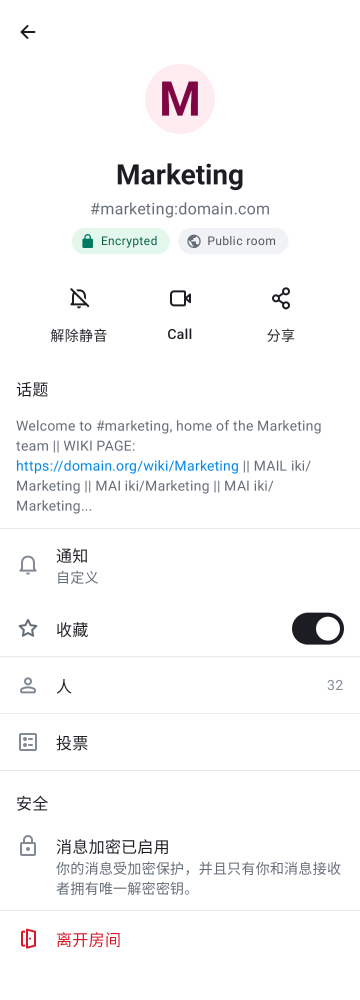 M
Marketing
#marketing:domain.com
Encrypted
Public room
解除静音
Call
分享
话题
Welcome to #marketing, home of the Marketing
team || WIKI PAGE:
https://domain.org/wiki/Marketing || MAIL iki/
Marketing || MAI iki/Marketing || MAI iki/
Marketing...
通知
自定义
收藏
人
32
投票
安全
消息加密已启用
你的消息受加密保护，并且只有你和消息接收
者拥有唯一解密密钥。
离开房间